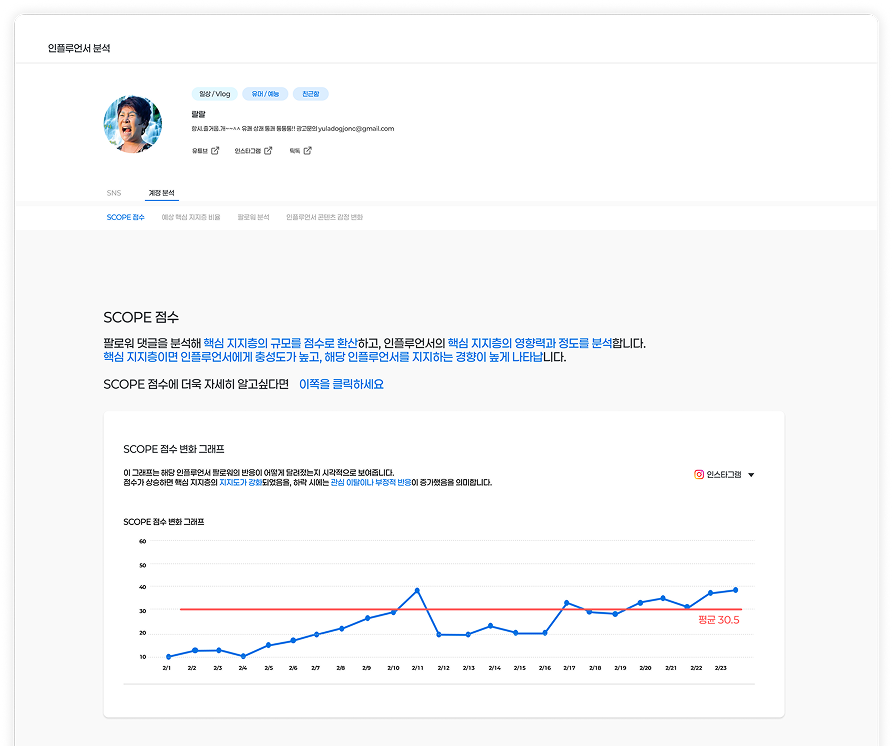 인플루언서 분석
일상 / Vlog 유머 / 예능 친근함
랄랄
유쾌 상쾌 통쾌 둥둥둥!! 광고문의 yuladogjonc@gmail.com
유튜브 인스타그램 틱톡
SNS 계정 분석
SCOPE 점수 예상 핵심 지지층 비율 팔로워 분석 인플루언서 콘텐츠 감정 변화
SCOPE 점수
팔로워 댓글을 분석해 핵심 지지층의 규모를 점수로 환산하고, 인플루언서의 핵심 지지층의 영향력과 정도를 분석합니다.
핵심 지지층이면 인플루언서에게 충성도가 높고, 해당 인플루언서를 지지하는 경향이 높게 나타납니다.
SCOPE 점수에 더욱 자세히 알고싶다면 이쪽을 클릭하세요
SCOPE 점수 변화 그래프
이 그래프는 해당 인플루언서 팔로워의 반응이 어떻게 달라졌는지 시각적으로 보여줍니다.
점수가 상승하면 핵심 지지층의 지지도가 강화되었음을, 하락 시에는 관심 이탈이나 부정적 반응이 증가했음을 의미합니다.
인스타그램
SCOPE 점수 변화 그래프
60
50
40
30
20
10
평균 30.5
2/1 2/2 2/3 2/4 2/5 2/6 2/7 2/8 2/9 2/10 2/11 2/12 2/13 2/14 2/15 2/16 2/17 2/18 2/19 2/20 2/21 2/22 2/23